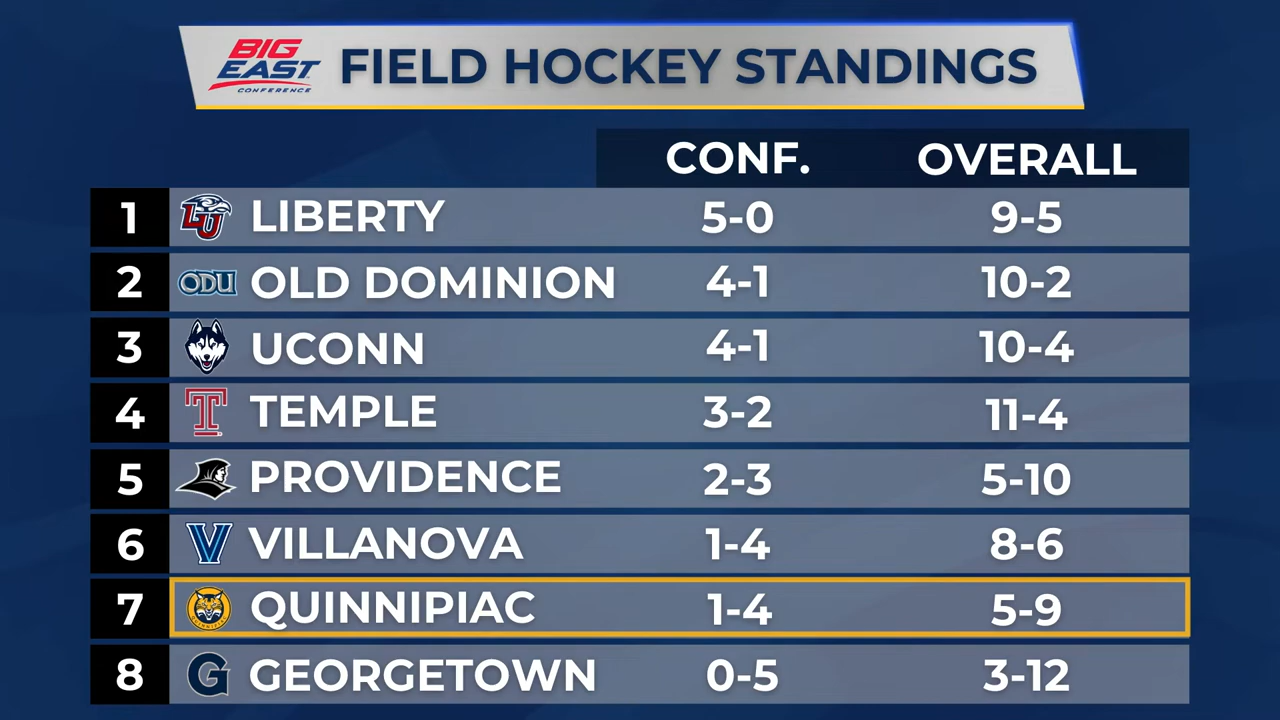 BIG EAST CONFERENCE FIELD HOCKEY STANDINGS
CONF. OVERALL
1 LU LIBERTY 5-0 9-5
2 ODU OLD DOMINION 4-1 10-2
3 UCONN 4-1 10-4
4 T TEMPLE 3-2 11-4
5 PROVIDENCE 2-3 5-10
6 V VILLANOVA 1-4 8-6
7 QUINNIPIAC 1-4 5-9
8 G GEORGETOWN 0-5 3-12